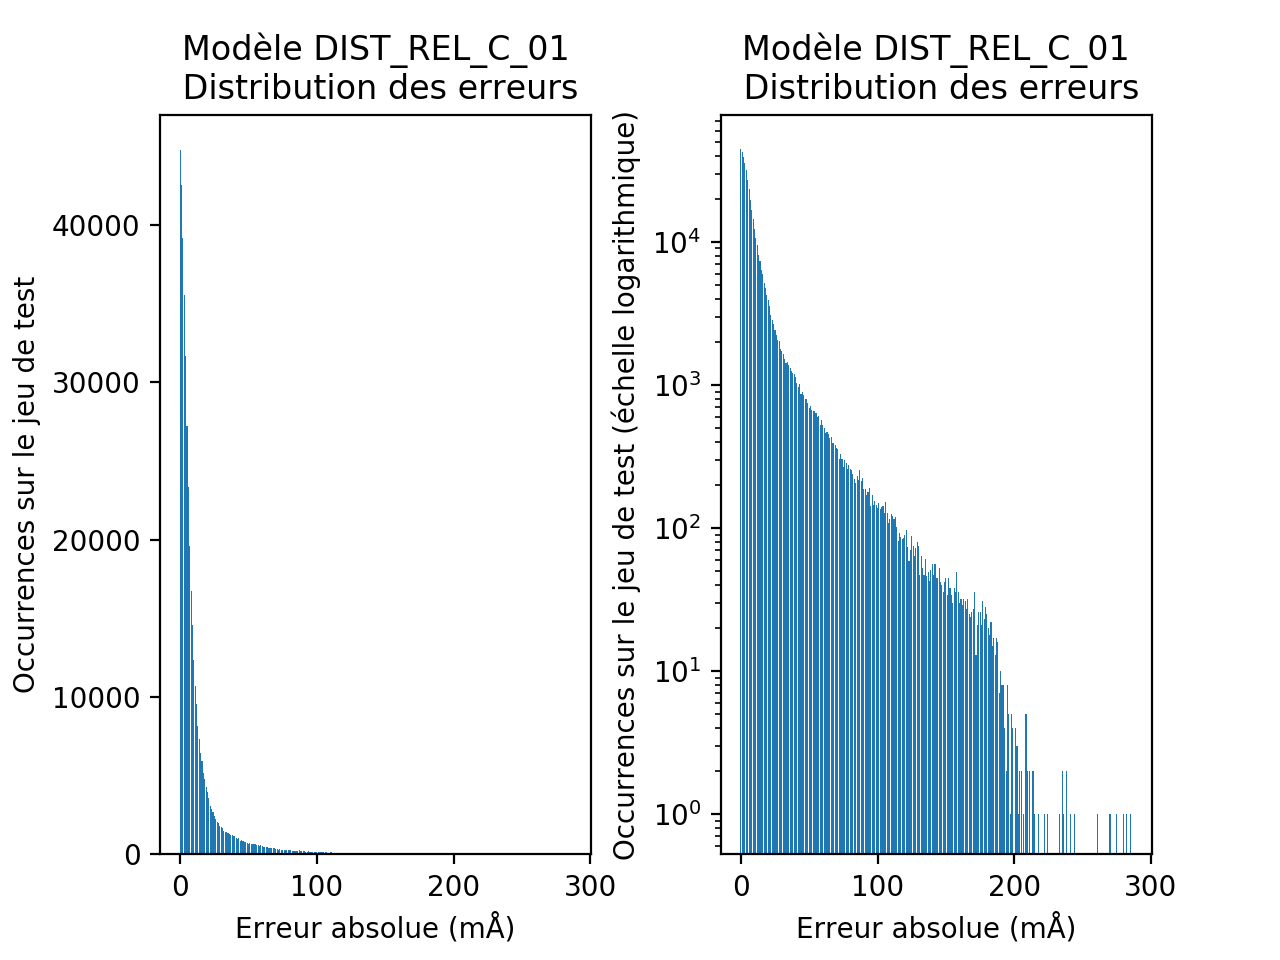 Modèle DIST_REL_C_01
Distribution des erreurs
Occurrences sur le jeu de test
40000
30000
20000
10000
0
0 100 200 300
Erreur absolue (mÅ)
Modèle DIST_REL_C_01
Distribution des erreurs
Occurrences sur le jeu de test (échelle logarithmique)
10⁴
10³
10²
10¹
10⁰
0 100 200 300
Erreur absolue (mÅ)